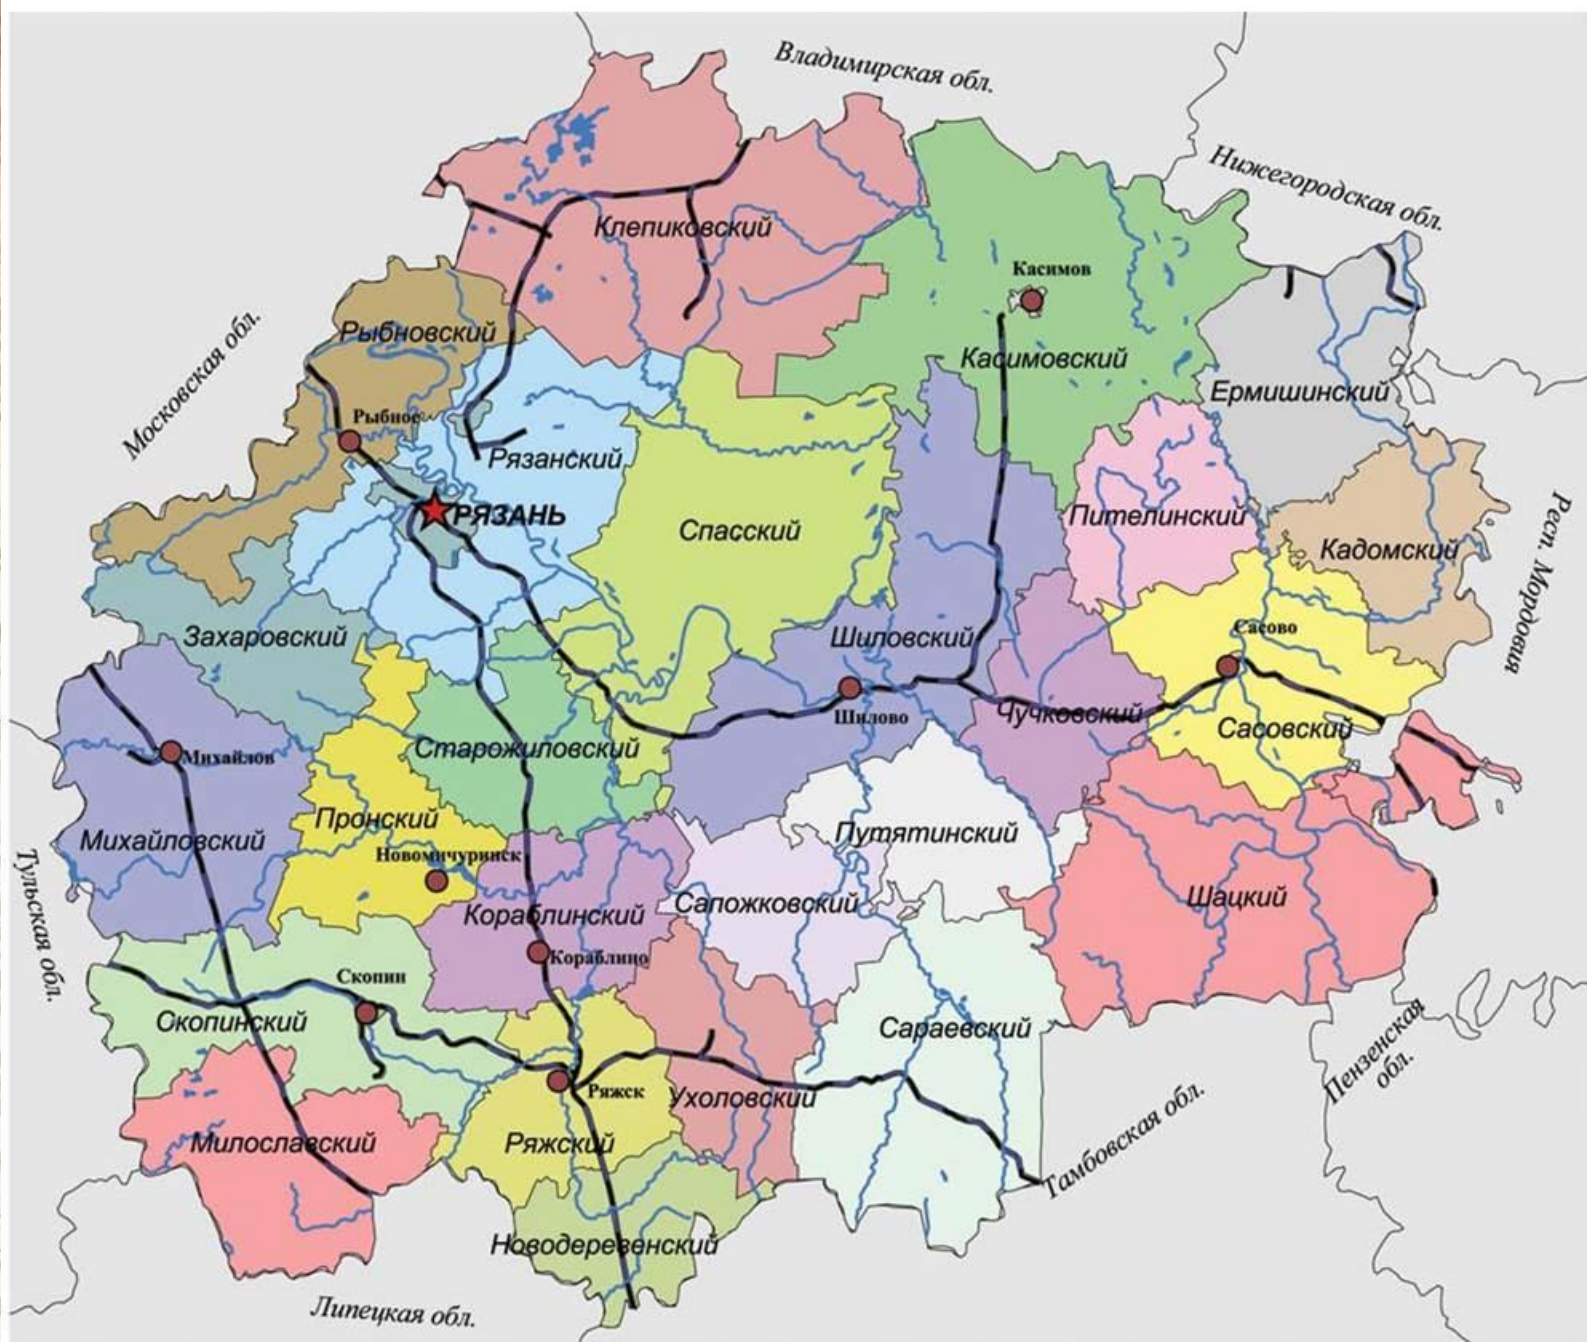 Владимирская обл.
Нижегородская обл.
Клепиковский
Касимов
Рыбновский
Касимовский
Московская обл.
Ермишинский
Рыбное
Рязанский
РЯЗАНЬ
Спасский
Пителинский
Кадомский
Респ. Мордовия
Захаровский
Шиловский
Сасово
Шилово
Чучковский
Сасовский
Старожиловский
Михайлов
Пронский
Путятинский
Михайловский
Новомичуринск
Тульская обл.
Кораблинский
Сапожковский
Шацкий
Кораблино
Скопин
Скопинский
Сараевский
Пензенская
обл.
Ряжск
Ухоловский
Милославский
Ряжский
Тамбовская обл.
Новодеревенский
Липецкая обл.